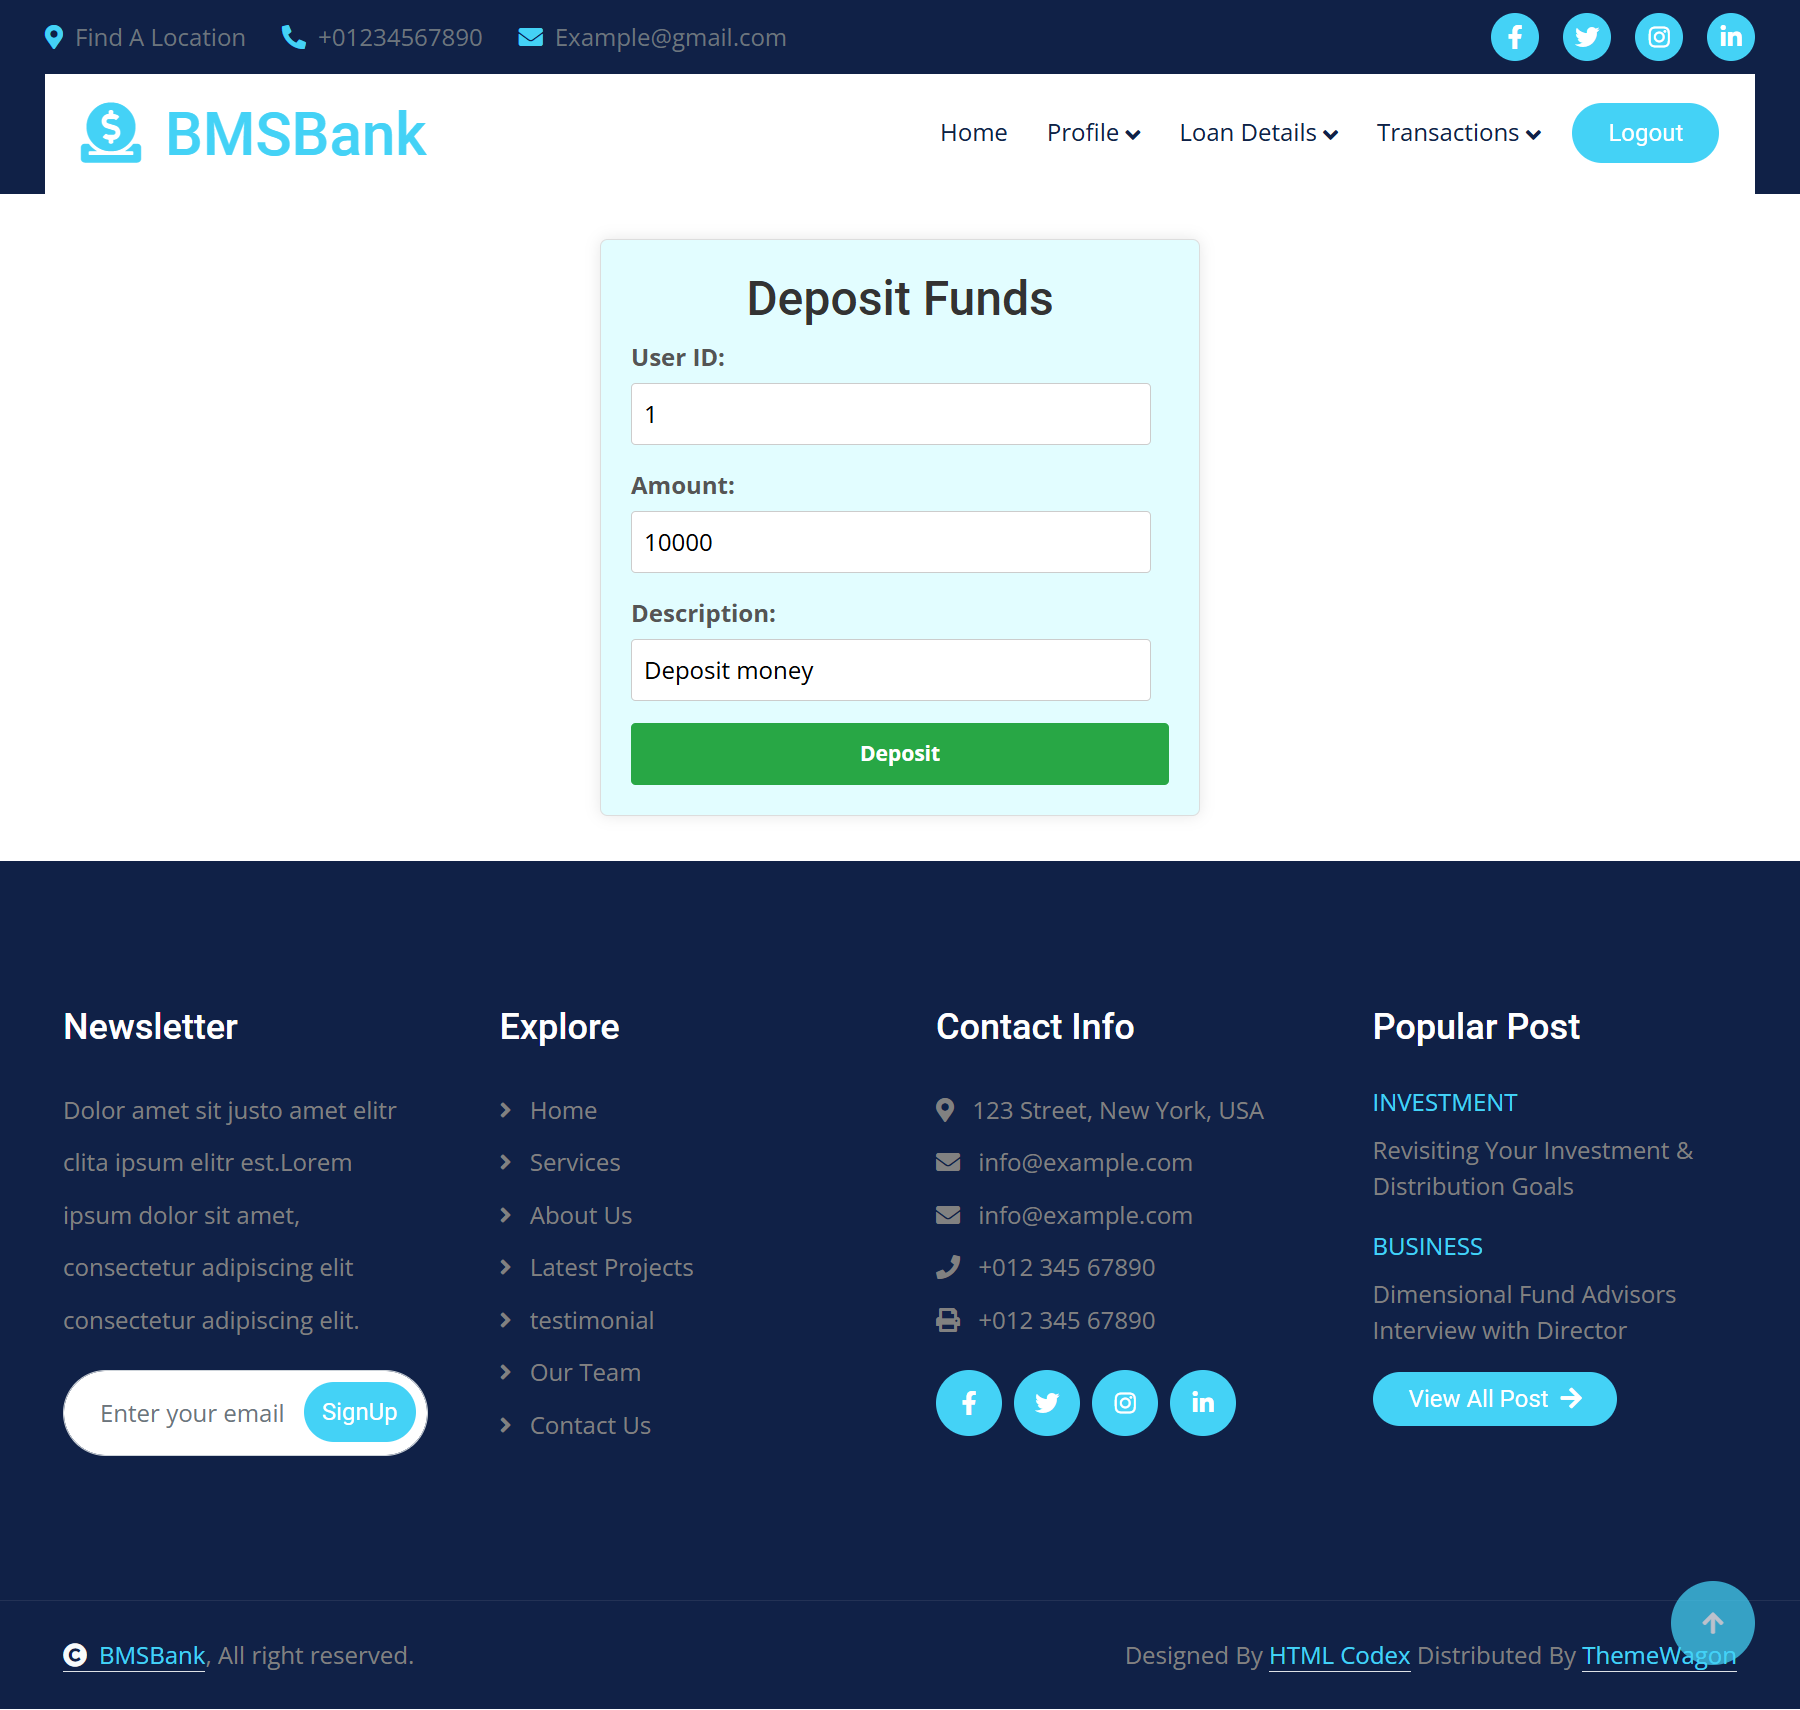 Find A Location +01234567890 Example@gmail.com
BMSBank
Home Profile Loan Details Transactions Logout
Deposit Funds
User ID:
1
Amount:
10000
Description:
Deposit money
Deposit
Newsletter
Dolor amet sit justo amet elitr
clita ipsum elitr est.Lorem
ipsum dolor sit amet,
consectetur adipiscing elit
consectetur adipiscing elit.
Enter your email SignUp
Explore
Home
Services
About Us
Latest Projects
testimonial
Our Team
Contact Us
Contact Info
123 Street, New York, USA
info@example.com
info@example.com
+012 345 67890
+012 345 67890
Popular Post
INVESTMENT
Revisiting Your Investment &
Distribution Goals
BUSINESS
Dimensional Fund Advisors
Interview with Director
View All Post
© BMSBank, All right reserved.
Designed By HTML Codex Distributed By ThemeWagon